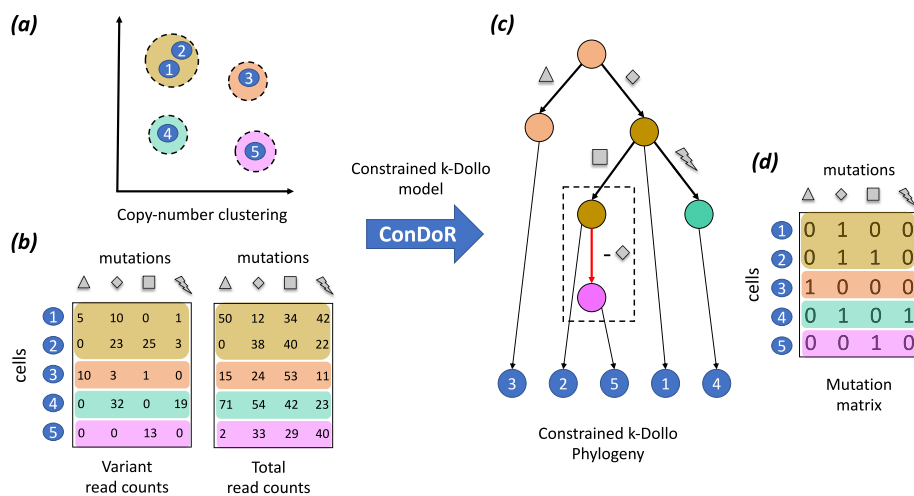 (a)
2
1
3
4
5
Copy-number clustering
(b)
mutations
mutations
cells
1 5 10 0 1 50 12 34 42
2 0 23 25 3 0 38 40 22
3 10 3 1 0 15 24 53 11
4 0 32 0 19 71 54 42 23
5 0 0 13 0 2 33 29 40
Variant
read counts
Total
read counts
Constrained k-Dollo
model
ConDoR
(c)
-
3 2 5 1 4
Constrained k-Dollo
Phylogeny
(d)
mutations
cells
1 0 1 0 0
2 0 1 1 0
3 1 0 0 0
4 0 1 0 1
5 0 0 1 0
Mutation
matrix